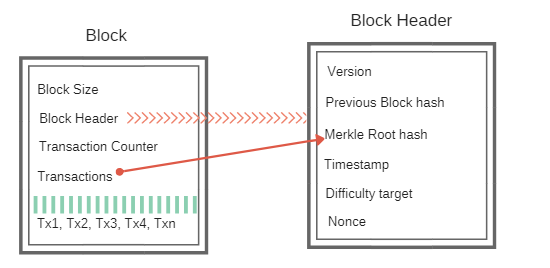 Block
Block Size
Block Header
Transaction Counter
Transactions
Tx1, Tx2, Tx3, Tx4, Txn
Block Header
Version
Previous Block hash
Merkle Root hash
Timestamp
Difficulty target
Nonce